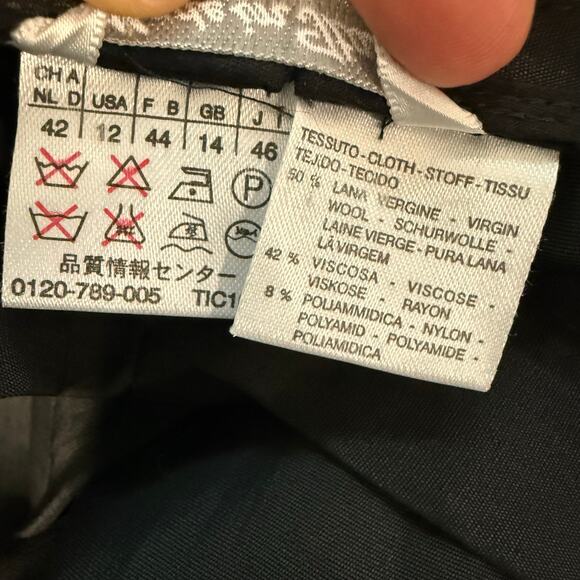 CH A
NL D USA F B GB J I
42 12 44 14 46
P
品質情報センター
0120-789-005 TIC1
TESSUTO-CLOTH-STOFF-TISSU
TEJIDO-TECIDO
50 % LANA VERGINE - VIRGIN
WOOL - SCHURWOLLE -
LAINE VIERGE - PURA LANA
LÃ VIRGEM
42 % VISCOSA - VISCOSE -
VISKOSE - RAYON
8 % POLIAMMIDICA - NYLON -
POLYAMID - POLYAMIDE -
POLIAMIDICA